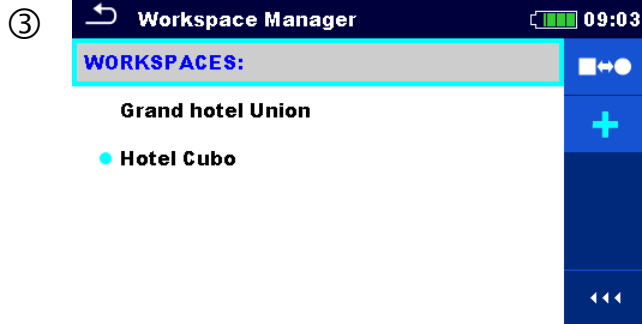 ③
Workspace Manager 09:03
WORKSPACES:
Grand hotel Union
Hotel Cubo